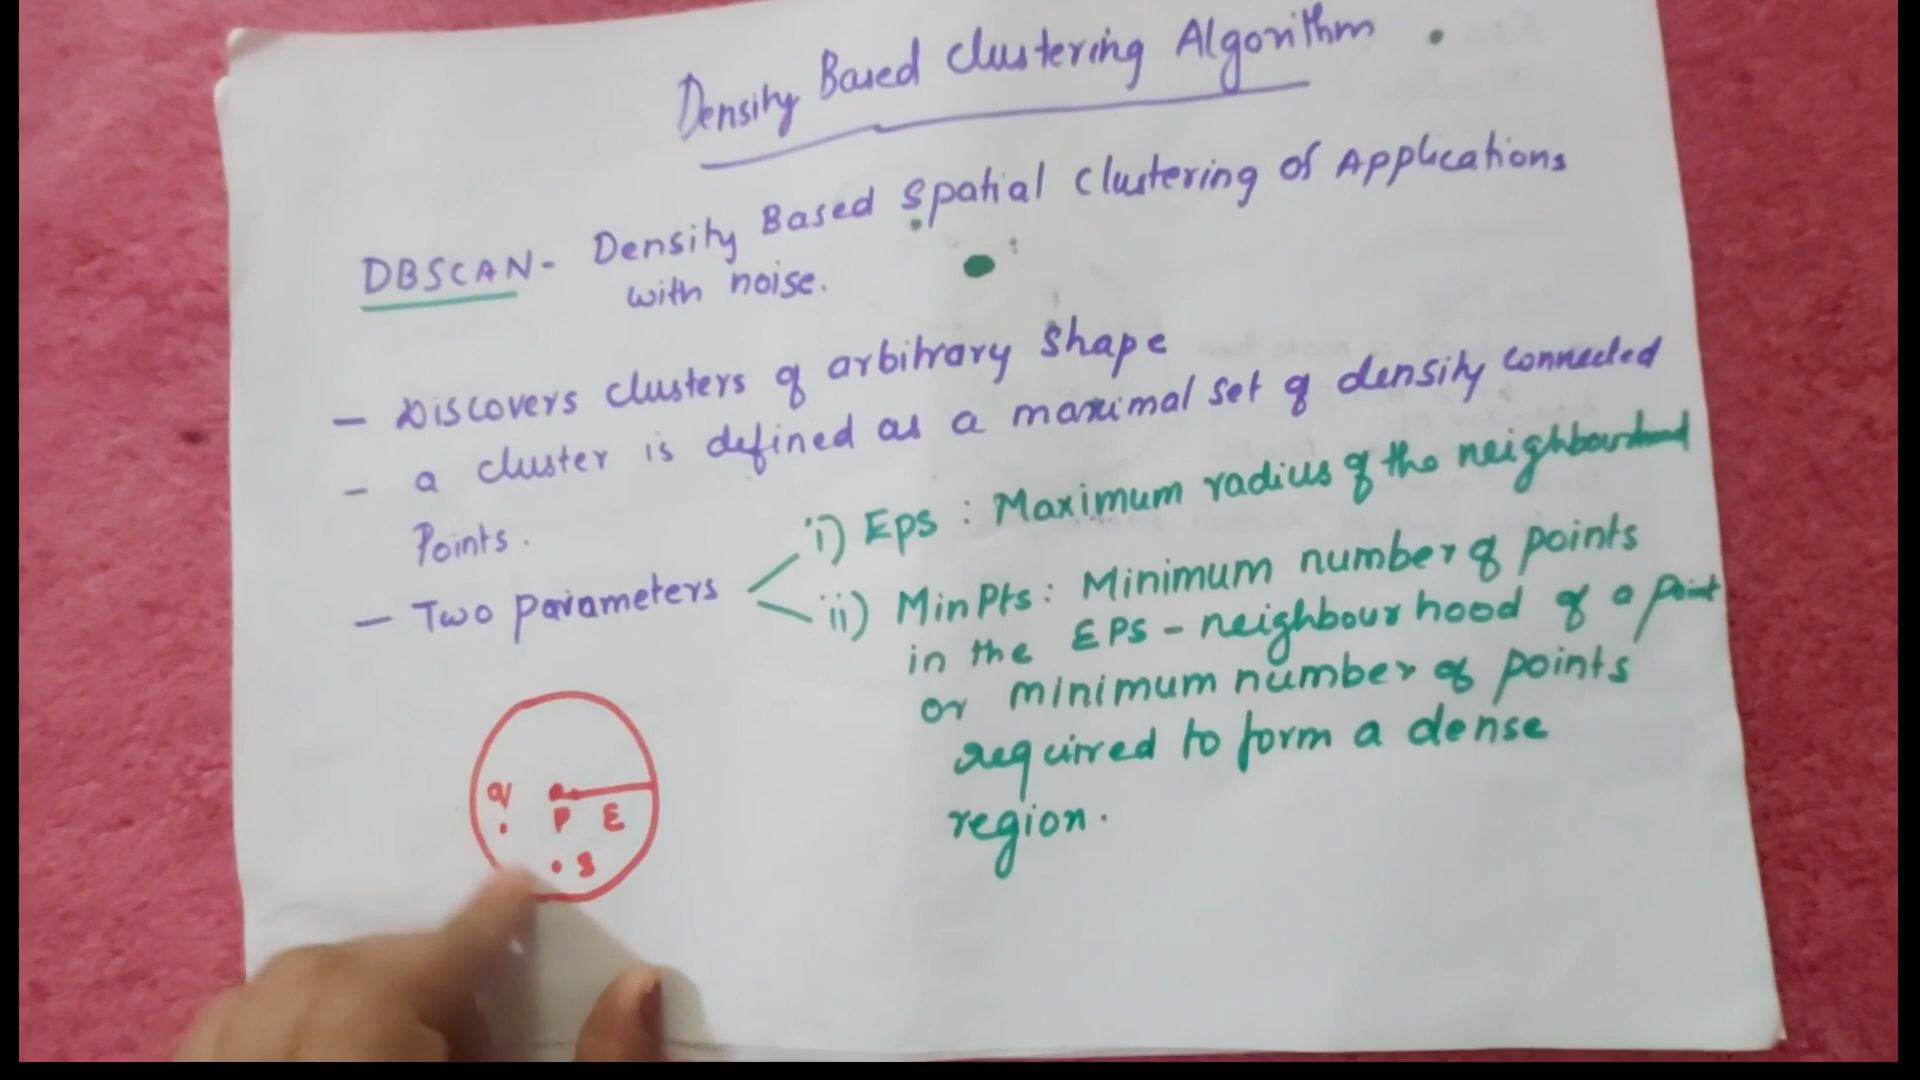 Density Based Clustering Algorithm
DBSCAN - Density Based Spatial Clustering of Applications
with noise.
- Discovers clusters of arbitrary shape
- a cluster is defined as a maximal set of density connected
Points.
- Two parameters
i) Eps : Maximum radius of the neighbourhood
ii) MinPts : Minimum number of points
in the EPS - neighbourhood of a point
or minimum number of points
required to form a dense
region.
q P E
s